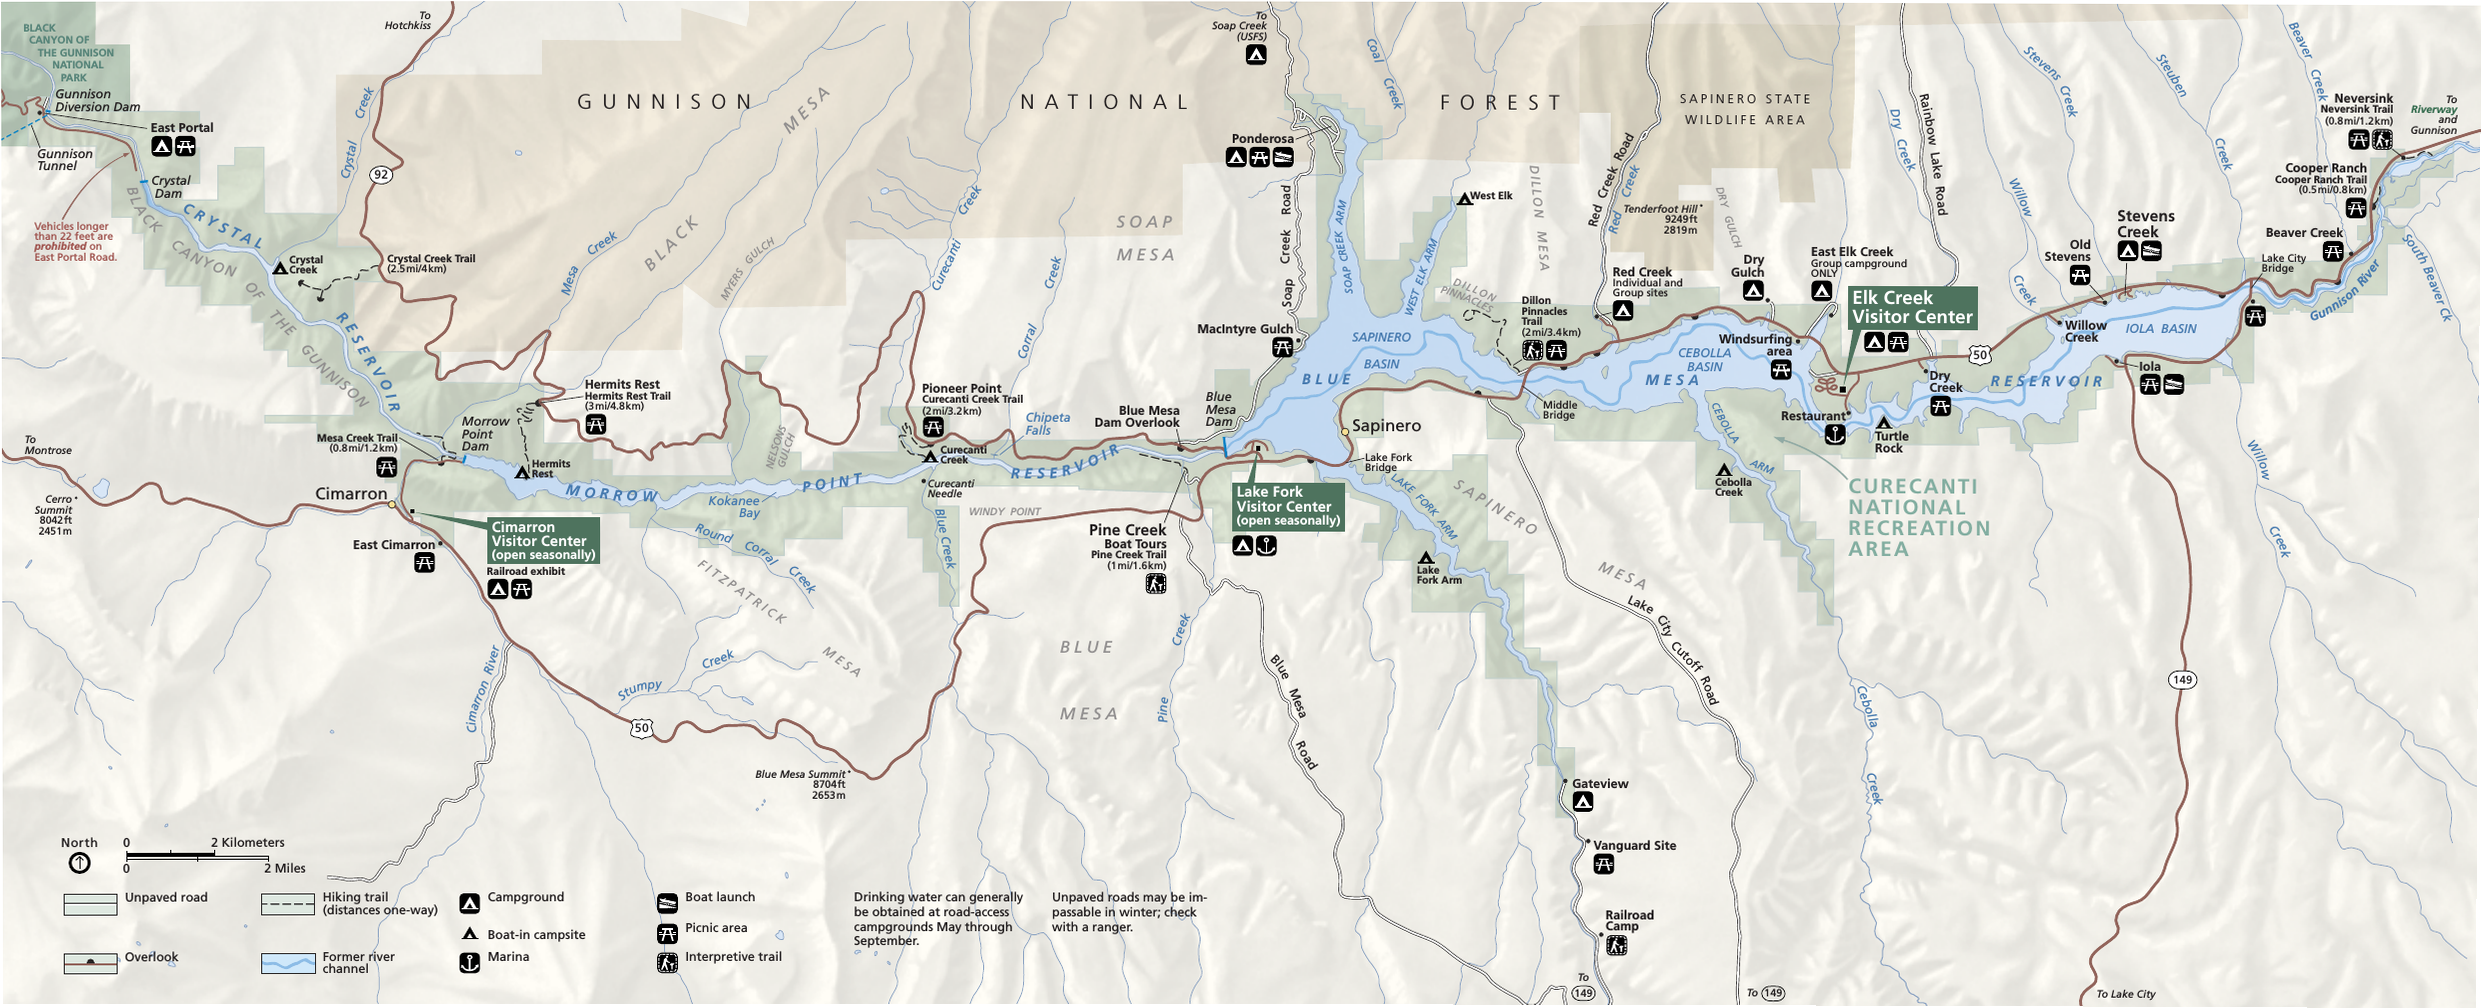 To
Hotchkiss
BLACK
CANYON OF
THE GUNNISON
NATIONAL
PARK
Gunnison
Diversion Dam
East Portal
Gunnison
Tunnel
Crystal
Dam
Vehicles longer
than 22 feet are
prohibited on
East Portal Road.
BLACK CANYON OF THE GUNNISON
CRYSTAL RESERVOIR
Crystal
Creek
Crystal Creek
92
Crystal Creek Trail
(2.5mi/4km)
GUNNISON NATIONAL FOREST
BLACK MESA
Mesa Creek
MYERS GULCH
Curecanti Creek
SOAP
MESA
Corral Creek
To
Soap Creek
(USFS)
Ponderosa
Soap Creek Road
SOAP CREEK ARM
Coal Creek
West Elk
WEST ELK ARM
DILLON MESA
DILLON
PINNACLES
Dillon
Pinnacles
Trail
(2mi/3.4km)
Red Creek Road
Red Creek
SAPINERO STATE
WILDLIFE AREA
Tenderfoot Hill
9249ft
2819m
Red Creek
Individual and
Group sites
DRY GULCH
Dry
Gulch
East Elk Creek
Group campground
ONLY
Elk Creek
Visitor Center
Dry Creek
Rainbow Lake Road
Willow Creek
Stevens Creek
Steuben Creek
Beaver Creek
Neversink
Neversink Trail
(0.8mi/1.2km)
To
Riverway
and
Gunnison
Cooper Ranch
Cooper Ranch Trail
(0.5mi/0.8km)
Stevens
Creek
Old
Stevens
Beaver Creek
Lake City
Bridge
Gunnison River
South Beaver Ck
Willow
Creek
IOLA BASIN
Iola
Windsurfing
area
CEBOLLA
BASIN
50
Dry
Creek
Restaurant
Turtle
Rock
BLUE MESA RESERVOIR
SAPINERO
BASIN
MacIntyre Gulch
Middle
Bridge
Sapinero
Lake Fork
Bridge
Blue
Mesa
Dam
Blue Mesa
Dam Overlook
Chipeta
Falls
Pioneer Point
Curecanti Creek Trail
(2mi/3.2km)
Hermits Rest
Hermits Rest Trail
(3mi/4.8km)
NELSONS
GULCH
Curecanti
Creek
Curecanti
Needle
Morrow
Point
Dam
Mesa Creek Trail
(0.8mi/1.2km)
Hermits
Rest
MORROW POINT RESERVOIR
Kokanee
Bay
To
Montrose
Cerro
Summit
8042ft
2451m
Cimarron
Cimarron
Visitor Center
(open seasonally)
East Cimarron
Railroad exhibit
Round Corral Creek
FITZPATRICK MESA
Blue Creek
WINDY POINT
Pine Creek
Boat Tours
Pine Creek Trail
(1mi/1.6km)
Lake Fork
Visitor Center
(open seasonally)
LAKE FORK ARM
SAPINERO MESA
Lake
Fork Arm
Cebolla
Creek
CEBOLLA ARM
CURECANTI
NATIONAL
RECREATION
AREA
Lake City Cutoff Road
Willow Creek
149
Cebolla Creek
Pine Creek
Blue Mesa Road
BLUE
MESA
Cimarron River
Stumpy Creek
50
Blue Mesa Summit
8704ft
2653m
Gateview
Vanguard Site
Railroad
Camp
To
149
To 149
To Lake City
North
0 2 Kilometers
0 2 Miles
Unpaved road
Overlook
Hiking trail
(distances one-way)
Former river
channel
Campground
Boat-in campsite
Marina
Boat launch
Picnic area
Interpretive trail
Drinking water can generally
be obtained at road-access
campgrounds May through
September.
Unpaved roads may be im-
passable in winter; check
with a ranger.